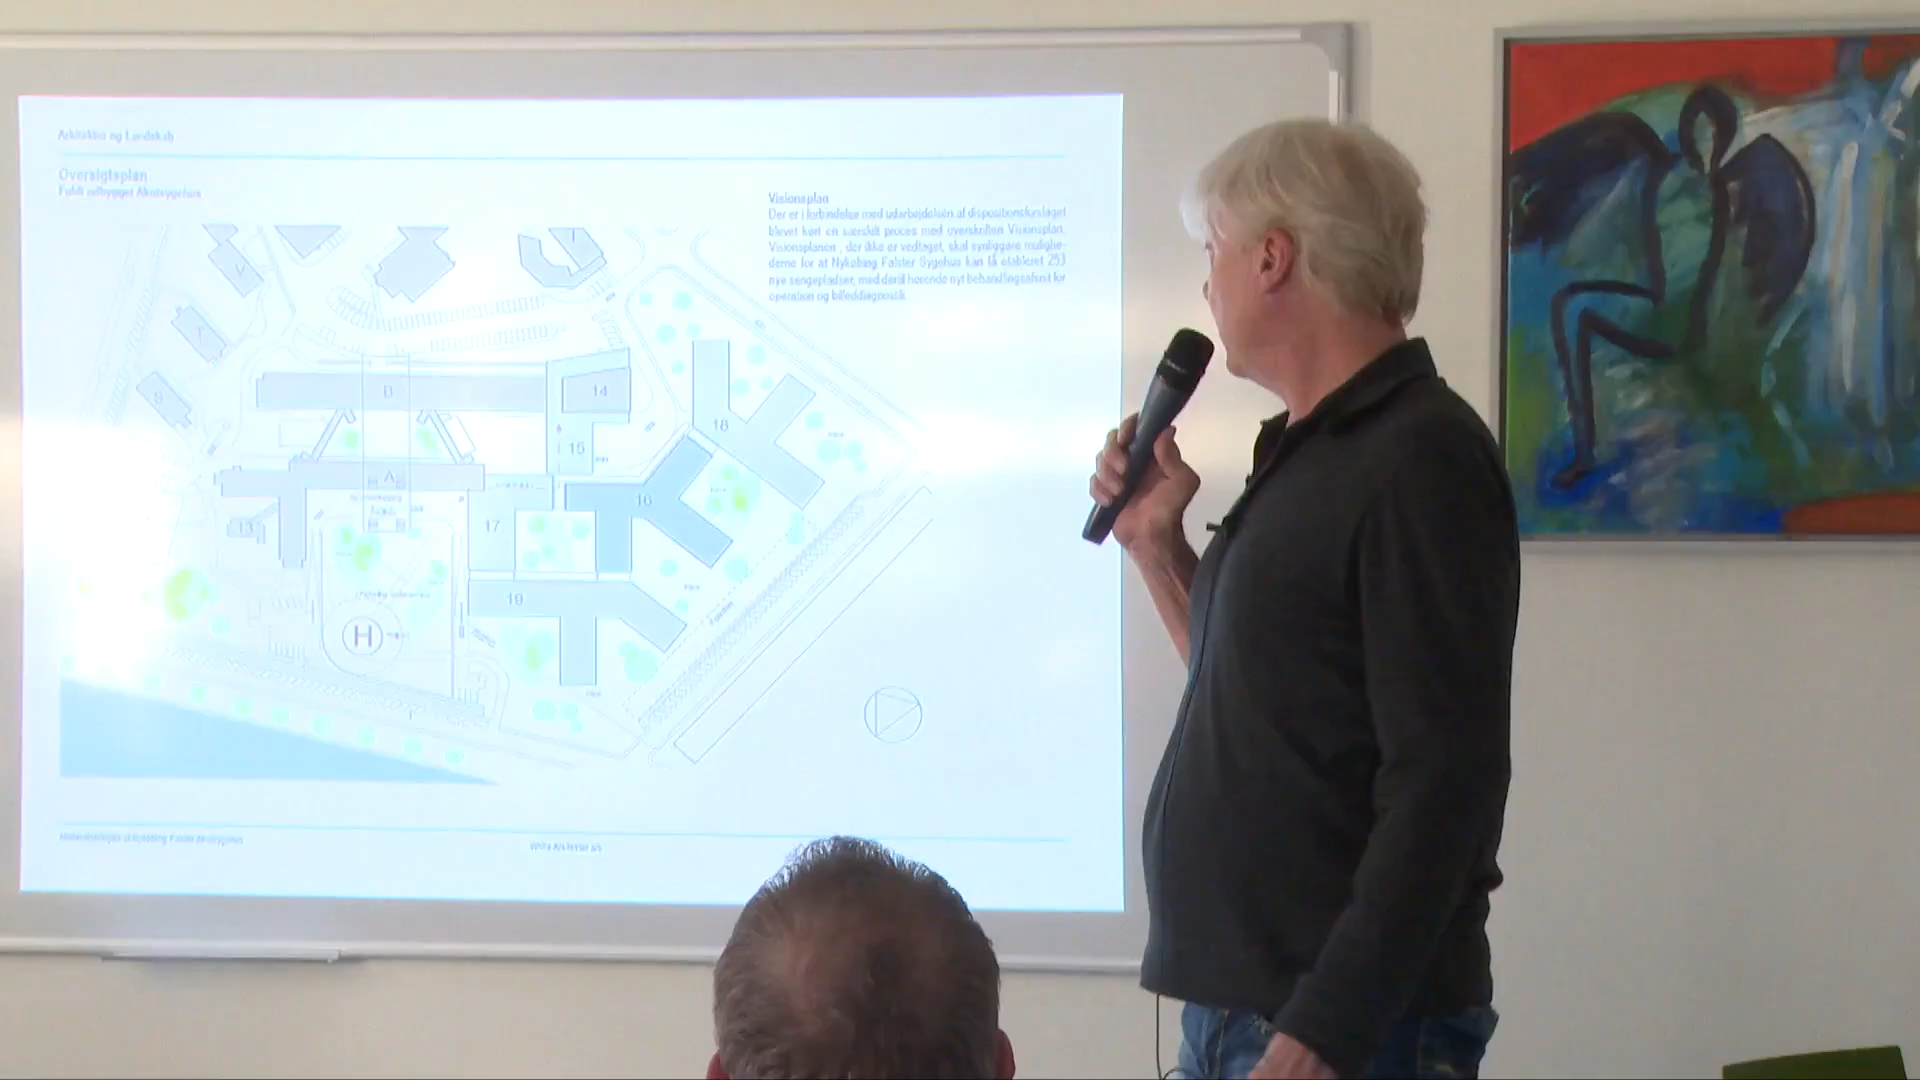 Arkitektur og Landskab
Oversigtsplan
Fuldt udbygget Akutsygehus
Visionsplan
Der er i forbindelse med udarbejdelsen af dispositionsforslaget
blevet kørt en særskilt proces med overskriften Visionsplan.
Visionsplanen , der ikke er vedtaget, skal synliggøre mulighe-
derne for at Nykøbing Falster Sygehus kan få etableret 253
nye sengepladser, med dertil hørende nyt behandlingsafsnit for
operation og billeddiagnostik
V
T
S
B
14
15
18
A
16
13
17
19
H
White Arkitekter A/S